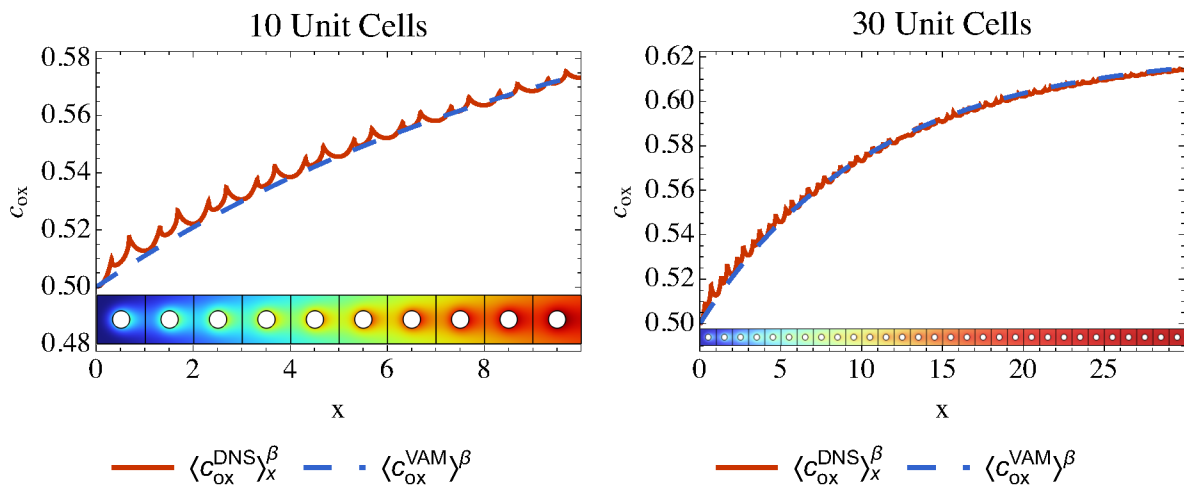 10 Unit Cells
0.58
0.56
0.54
0.52
0.50
0.48
c_ox
0 2 4 6 8
x
⟨c_ox^DNS⟩_x^β ⟨c_ox^VAM⟩^β
30 Unit Cells
0.62
0.60
0.58
0.56
0.54
0.52
0.50
c_ox
0 5 10 15 20 25
x
⟨c_ox^DNS⟩_x^β ⟨c_ox^VAM⟩^β